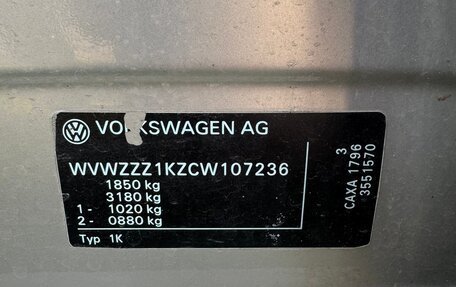 VOLKSWAGEN AG
WVWZZZ1KZCW107236
1850 kg
3180 kg
1 - 1020 kg
2 - 0880 kg
Typ 1K
3
CAXA 1796
3551570